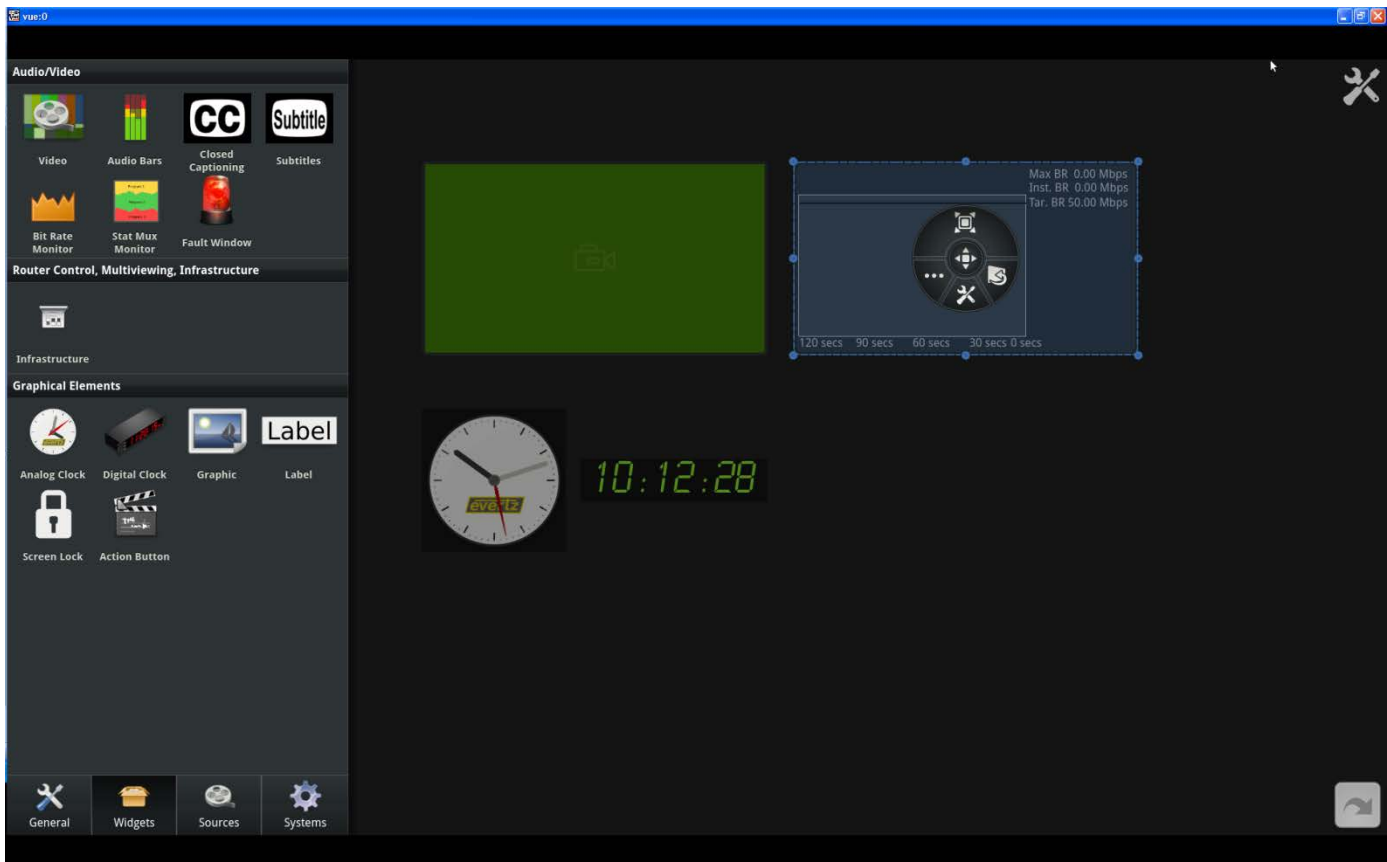 vue:0
Audio/Video
CC
Subtitle
Video
Audio Bars
Closed
Captioning
Subtitles
Bit Rate
Monitor
Stat Mux
Monitor
Fault Window
Router Control, Multiviewing, Infrastructure
Infrastructure
Graphical Elements
Label
Analog Clock
Digital Clock
Graphic
Label
Screen Lock
Action Button
General
Widgets
Sources
Systems
Max BR 0.00 Mbps
Inst. BR 0.00 Mbps
Tar. BR 50.00 Mbps
120 secs 90 secs 60 secs 30 secs 0 secs
evertz
10:12:28